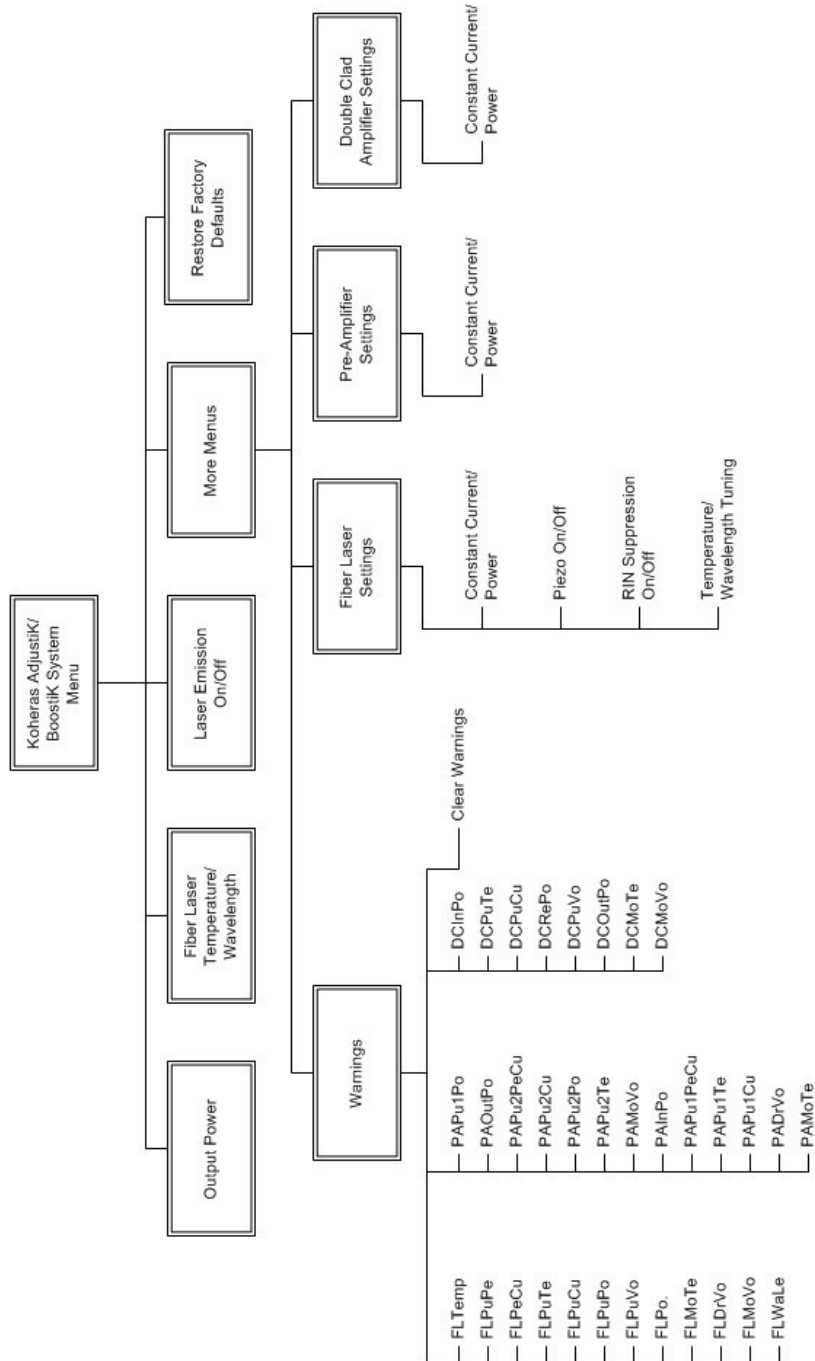 Koheras AdjustiK/
BoostiK System
Menu
Output Power
Fiber Laser
Temperature/
Wavelength
Laser Emission
On/Off
More Menus
Restore Factory
Defaults
Warnings
Fiber Laser
Settings
Pre-Amplifier
Settings
Double Clad
Amplifier Settings
FLTemp
FLPuPe
FLPeCu
FLPuTe
FLPuCu
FLPuPo
FLPuVo
FLPo.
FLMoTe
FLDrVo
FLMoVo
FLWaLe
PAPu1Po
PAOutPo
PAPu2PeCu
PAPu2Cu
PAPu2Po
PAPu2Te
PAMoVo
PAInPo
PAPu1PeCu
PAPu1Te
PAPu1Cu
PADrVo
PAMoTe
DCInPo
DCPuTe
DCPuCu
DCRePo
DCPuVo
DCOutPo
DCMoTe
DCMoVo
Clear Warnings
Constant Current/
Power
Piezo On/Off
RIN Suppression
On/Off
Temperature/
Wavelength Tuning
Constant Current/
Power
Constant Current/
Power